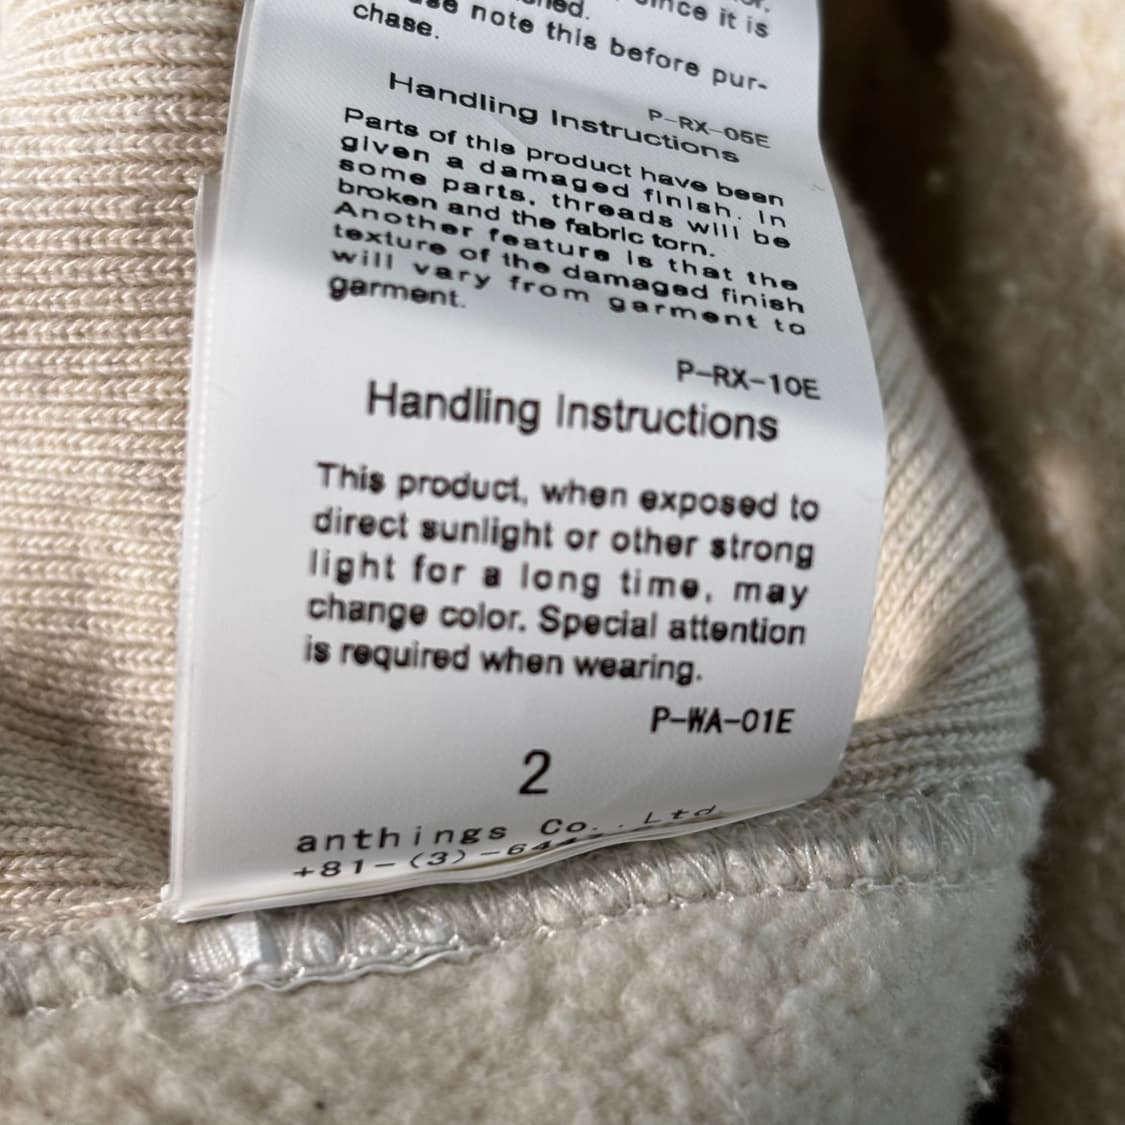 since it is
note this before pur-
chase.
P-RX-05E
Handling Instructions
Parts of this product have been
given a damaged finish. In
some parts, threads will be
broken and the fabric torn.
Another feature is that the
texture of the damaged finish
will vary from garment to
garment.
P-RX-10E
Handling Instructions
This product, when exposed to
direct sunlight or other strong
light for a long time, may
change color. Special attention
is required when wearing.
P-WA-01E
2
anthings Co., Ltd
+81-(3)-64